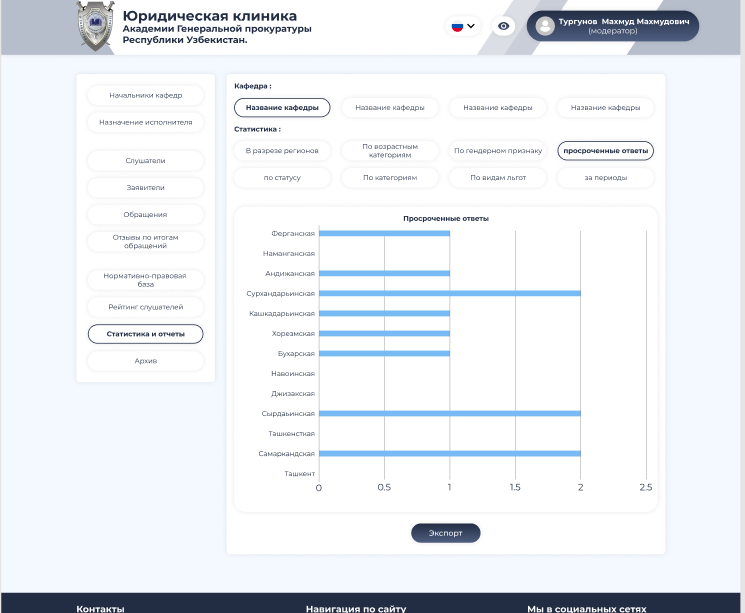 Юридическая клиника
Академии Генеральной прокуратуры
Республики Узбекистан.
Тургунов Махмуд Махмудович
(модератор)
Начальники кафедр
Назначение исполнителя
Слушатели
Заявители
Обращения
Отзывы по итогам
обращений
Нормативно-правовая
база
Рейтинг слушателей
Статистика и отчеты
Архив
Кафедра :
Название кафедры
Название кафедры
Название кафедры
Название кафедры
Статистика :
В разрезе регионов
По возрастным
категориям
По гендерном признаку
просроченные ответы
по статусу
По категориям
По видам льгот
за периоды
Просроченные ответы
Ферганская
Наманганская
Андижанская
Сурхандарьинская
Кашкадарьинская
Хорезмская
Бухарская
Навоинская
Джизакская
Сырдаьинская
Ташкенсткая
Самаркандская
Ташкент
0 0.5 1 1.5 2 2.5
Экспорт
Контакты
Навигация по сайту
Мы в социальных сетях